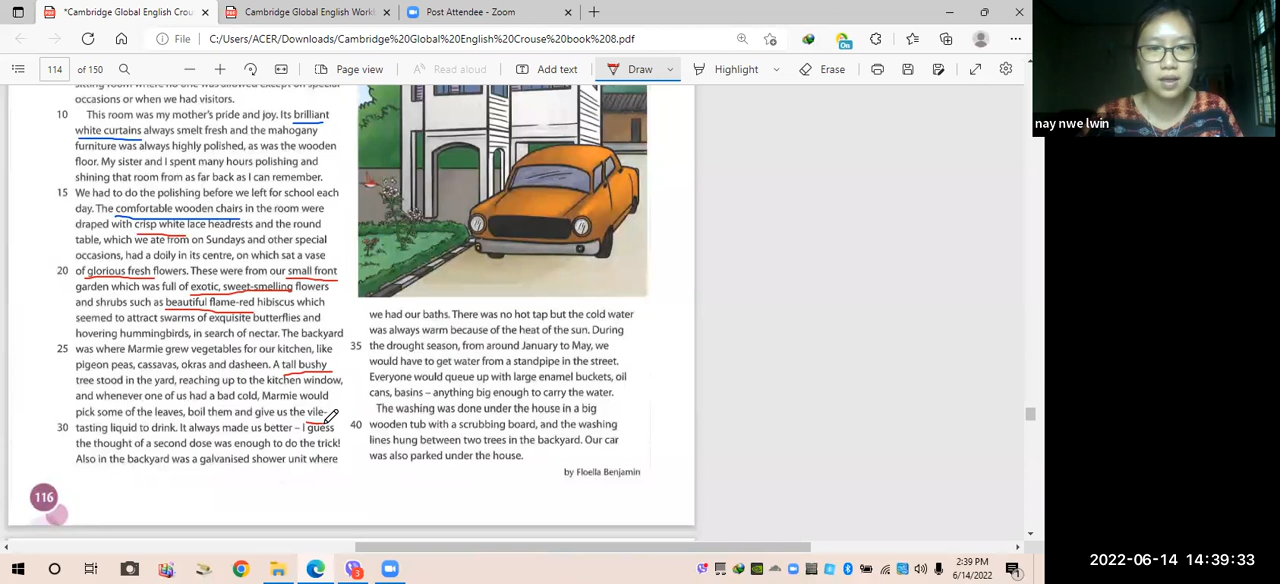 *Cambridge Global English Crou
Cambridge Global English Work
Post Attendee - Zoom
File
C:/Users/ACER/Downloads/Cambridge%20Global%20English%20Crouse%20book%208.pdf
On
114 of 150
Page view
Read aloud
Add text
Draw
Highlight
Erase
sitting room where no one was allowed except on special
occasions or when we had visitors.
10 This room was my mother's pride and joy. Its brilliant
white curtains always smelt fresh and the mahogany
furniture was always highly polished, as was the wooden
floor. My sister and I spent many hours polishing and
shining that room from as far back as I can remember.
15 We had to do the polishing before we left for school each
day. The comfortable wooden chairs in the room were
draped with crisp white lace headrests and the round
table, which we ate from on Sundays and other special
occasions, had a doily in its centre, on which sat a vase
20 of glorious fresh flowers. These were from our small front
garden which was full of exotic, sweet-smelling flowers
and shrubs such as beautiful flame-red hibiscus which
seemed to attract swarms of exquisite butterflies and
hovering hummingbirds, in search of nectar. The backyard
25 was where Marmie grew vegetables for our kitchen, like
pigeon peas, cassavas, okras and dasheen. A tall bushy
tree stood in the yard, reaching up to the kitchen window,
and whenever one of us had a bad cold, Marmie would
pick some of the leaves, boil them and give us the vile-
30 tasting liquid to drink. It always made us better – I guess
the thought of a second dose was enough to do the trick!
Also in the backyard was a galvanised shower unit where
we had our baths. There was no hot tap but the cold water
was always warm because of the heat of the sun. During
35 the drought season, from around January to May, we
would have to get water from a standpipe in the street.
Everyone would queue up with large enamel buckets, oil
cans, basins – anything big enough to carry the water.
The washing was done under the house in a big
40 wooden tub with a scrubbing board, and the washing
lines hung between two trees in the backyard. Our car
was also parked under the house.
by Floella Benjamin
116
nay nwe lwin
3
2:39 PM
6/14/2022
1
2022-06-14 14:39:33